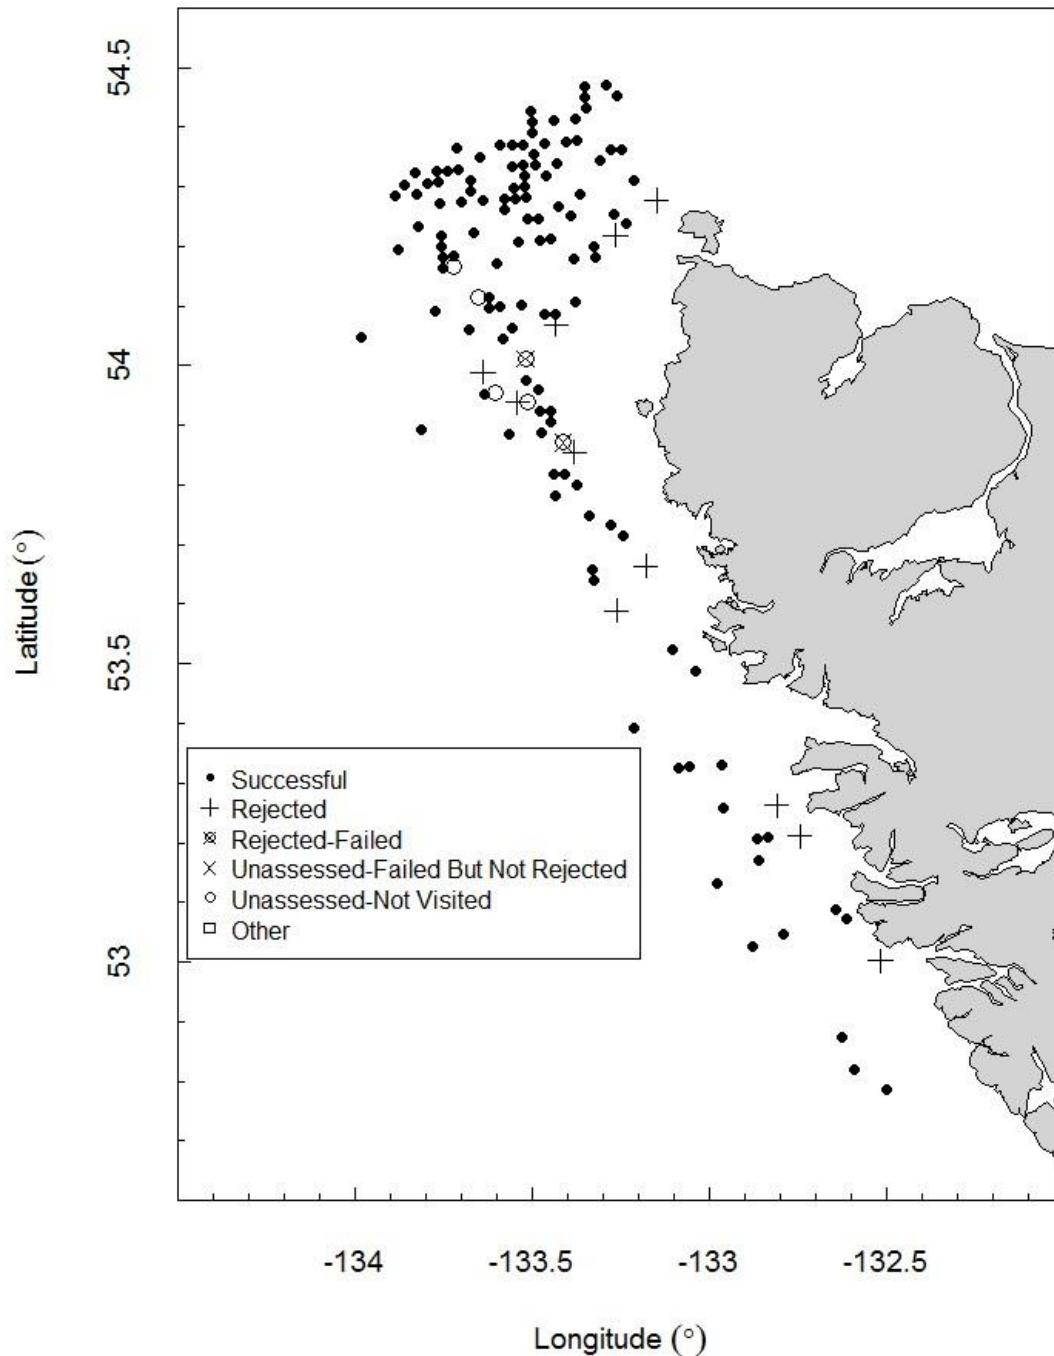 54.5
54
53.5
53
Latitude (°)
Successful
Rejected
Rejected-Failed
Unassessed-Failed But Not Rejected
Unassessed-Not Visited
Other
-134 -133.5 -133 -132.5
Longitude (°)